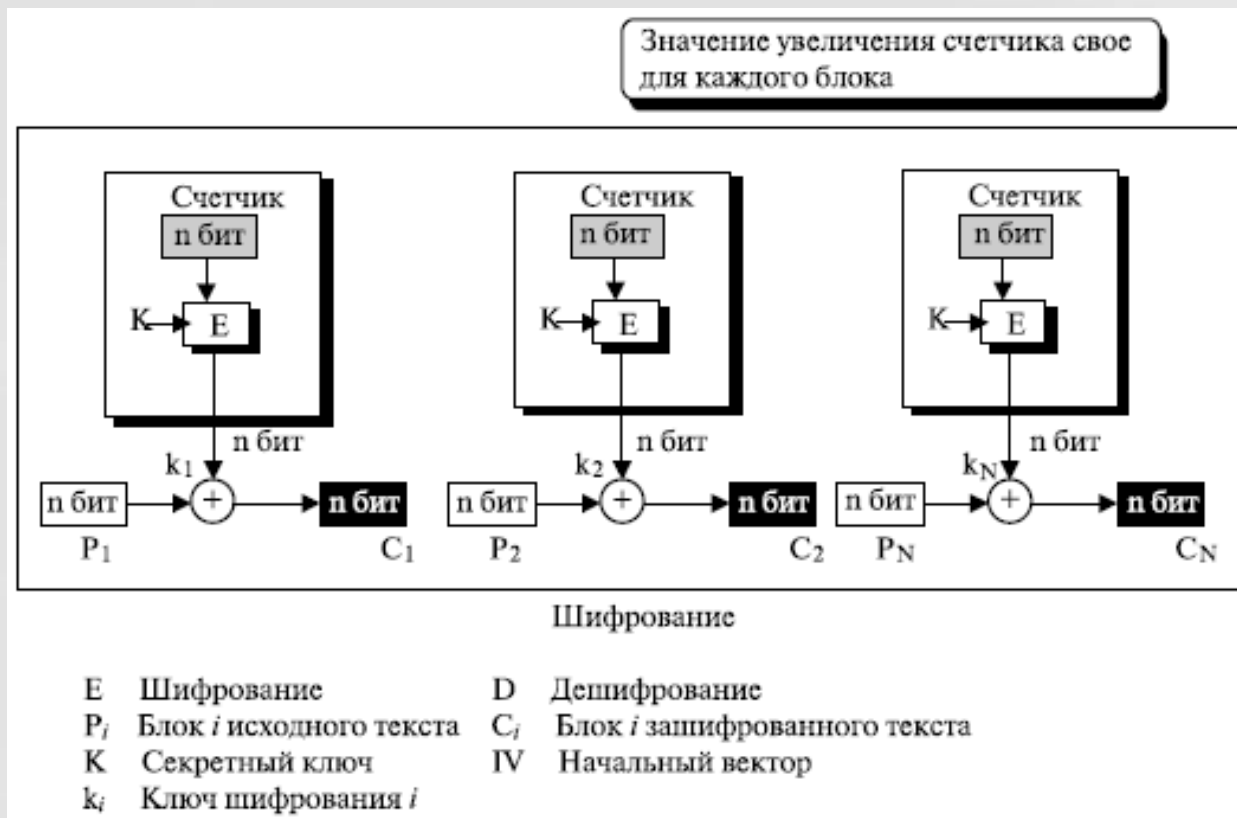 Значение увеличения счетчика свое
для каждого блока
Счетчик Счетчик Счетчик
n бит n бит n бит
K E K E K E
n бит n бит n бит
k₁ k₂ kN
n бит + n бит n бит + n бит n бит + n бит
P₁ C₁ P₂ C₂ PN CN
Шифрование
E Шифрование D Дешифрование
Pᵢ Блок i исходного текста Cᵢ Блок i зашифрованного текста
K Секретный ключ IV Начальный вектор
kᵢ Ключ шифрования i